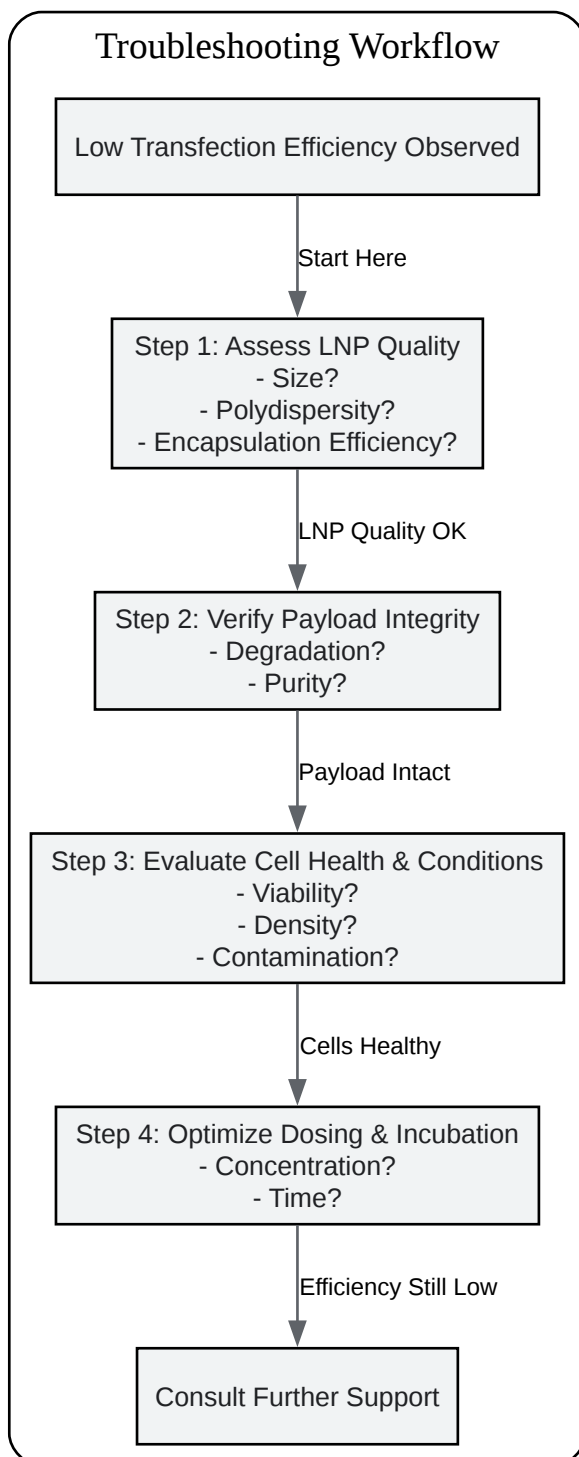 Troubleshooting Workflow
Low Transfection Efficiency Observed
Start Here
Step 1: Assess LNP Quality
- Size?
- Polydispersity?
- Encapsulation Efficiency?
LNP Quality OK
Step 2: Verify Payload Integrity
- Degradation?
- Purity?
Payload Intact
Step 3: Evaluate Cell Health & Conditions
- Viability?
- Density?
- Contamination?
Cells Healthy
Step 4: Optimize Dosing & Incubation
- Concentration?
- Time?
Efficiency Still Low
Consult Further Support